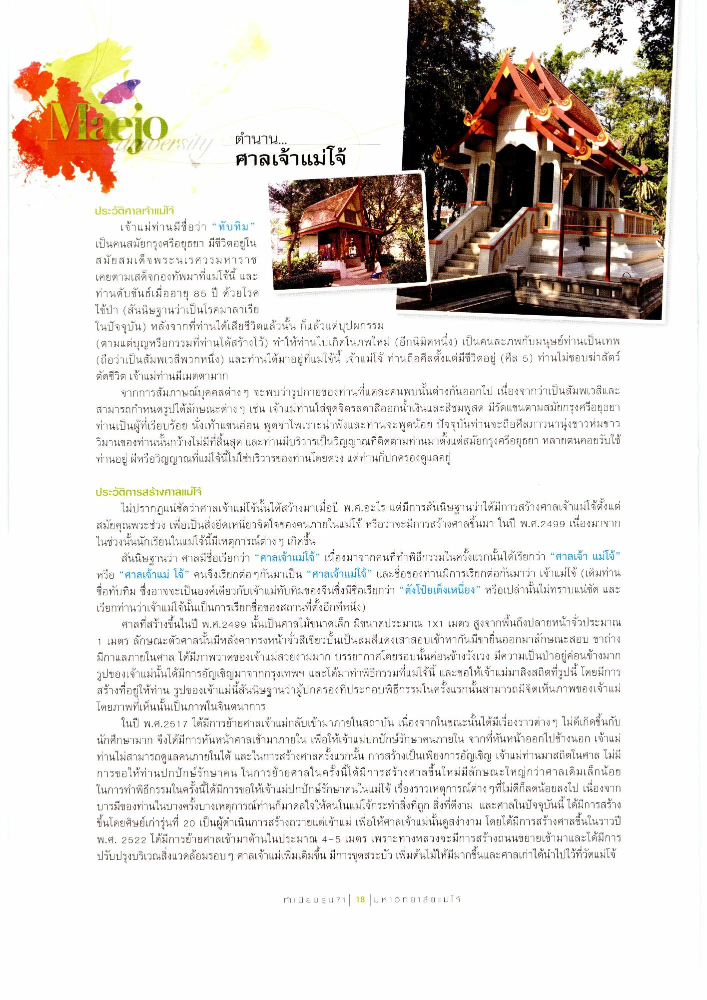 Maejo
university
ตำนาน...
ศาลเจ้าแม่โจ้
ประวัติศาลเจ้าแม่โจ้
เจ้าแม่ท่านมีชื่อว่า “ทับทิม”
เป็นคนสมัยกรุงศรีอยุธยา มีชีวิตอยู่ใน
สมัยสมเด็จพระนเรศวรมหาราช
เคยตามเสด็จกองทัพมาที่แม่โจ้นี้ และ
ท่านดับขันธ์เมื่ออายุ 85 ปี ด้วยโรค
ไข้ป่า (สันนิษฐานว่าเป็นโรคมาลาเรีย
ในปัจจุบัน) หลังจากที่ท่านได้เสียชีวิตแล้วนั้น ก็แล้วแต่บุปผกรรม
(ตามแต่บุญหรือกรรมที่ท่านได้สร้างไว้) ทำให้ท่านไปเกิดในภพใหม่ (อีกนิมิตหนึ่ง) เป็นคนละภพกับมนุษย์ท่านเป็นเทพ
(ถือว่าเป็นสัมพเวสีพวกหนึ่ง) และท่านได้มาอยู่ที่แม่โจ้นี้ เจ้าแม่โจ้ ท่านถือศีลตั้งแต่มีชีวิตอยู่ (ศีล 5) ท่านไม่ชอบฆ่าสัตว์
ตัดชีวิต เจ้าแม่ท่านมีเมตตามาก
จากการสัมภาษณ์บุคคลต่างๆ จะพบว่ารูปกายของท่านที่แต่ละคนพบนั้นต่างกันออกไป เนื่องจากว่าเป็นสัมพเวสีและ
สามารถกำหนดรูปได้ลักษณะต่างๆ เช่น เจ้าแม่ท่านใส่ชุดจิตรลดาสีออกน้ำเงินและสีชมพูสด มีรัดแขนตามสมัยกรุงศรีอยุธยา
ท่านเป็นผู้ที่เรียบร้อย นั่งเท้าแขนอ่อน พูดจาไพเราะน่าฟังและท่านจะพูดน้อย ปัจจุบันท่านจะถือศีลภาวนานุ่งขาวห่มขาว
วิมานของท่านนั้นกว้างไม่มีที่สิ้นสุด และท่านมีบริวารเป็นวิญญาณที่ติดตามท่านมาตั้งแต่สมัยกรุงศรีอยุธยา หลายตนคอยรับใช้
ท่านอยู่ ผีหรือวิญญาณที่แม่โจ้นี้ไม่ใช่บริวารของท่านโดยตรง แต่ท่านก็ปกครองดูแลอยู่
ประวัติการสร้างศาลแม่โจ้
ไม่ปรากฏแน่ชัดว่าศาลเจ้าแม่โจ้นั้นได้สร้างมาเมื่อปี พ.ศ.อะไร แต่มีการสันนิษฐานว่าได้มีการสร้างศาลเจ้าแม่โจ้ตั้งแต่
สมัยคุณพระช่วง เพื่อเป็นสิ่งยึดเหนี่ยวจิตใจของคนภายในแม่โจ้ หรือว่าจะมีการสร้างศาลขึ้นมา ในปี พ.ศ.2499 เนื่องมาจาก
ในช่วงนั้นนักเรียนในแม่โจ้นี้มีเหตุการณ์ต่างๆ เกิดขึ้น
สันนิษฐานว่า ศาลมีชื่อเรียกว่า “ศาลเจ้าแม่โจ้” เนื่องมาจากคนที่ทำพิธีกรรมในครั้งแรกนั้นได้เรียกว่า “ศาลเจ้า แม่โจ้”
หรือ “ศาลเจ้าแม่ โจ้” คนจึงเรียกต่อๆกันมาเป็น “ศาลเจ้าแม่โจ้” และชื่อของท่านมีการเรียกต่อกันมาว่า เจ้าแม่โจ้ (เดิมท่าน
ชื่อทับทิม ซึ่งอาจจะเป็นองค์เดียวกับเจ้าแม่ทับทิมของจีนซึ่งมีชื่อเรียกว่า “ตังโป๋ยเต็งเหนี่ยง” หรือเปล่านั้นไม่ทราบแน่ชัด และ
เรียกท่านว่าเจ้าแม่โจ้นั้นเป็นการเรียกชื่อของสถานที่ตั้งอีกทีหนึ่ง)
ศาลที่สร้างขึ้นในปี พ.ศ.2499 นั้นเป็นศาลไม้ขนาดเล็ก มีขนาดประมาณ 1X1 เมตร สูงจากพื้นถึงปลายหน้าจั่วประมาณ
1 เมตร ลักษณะตัวศาลนั้นมีหลังคาทรงหน้าจั่วสีเขียวปั้นเป็นลมสีแดงเสาสอบเข้าหากันมีขายื่นออกมาลักษณะสอบ ขาถ่าง
มีกาแลภายในศาล ได้มีภาพวาดของเจ้าแม่สวยงามมาก บรรยากาศโดยรอบนั้นค่อนข้างวังเวง มีความเป็นป่าอยู่ค่อนข้างมาก
รูปของเจ้าแม่นั้นได้มีการอัญเชิญมาจากกรุงเทพฯ และได้มาทำพิธีกรรมที่แม่โจ้นี้ และขอให้เจ้าแม่มาสิงสถิตที่รูปนี้ โดยมีการ
สร้างที่อยู่ให้ท่าน รูปของเจ้าแม่นี้สันนิษฐานว่าผู้ปกครองที่ประกอบพิธีกรรมในครั้งแรกนั้นสามารถมีจิตเห็นภาพของเจ้าแม่
โดยภาพที่เห็นนั้นเป็นภาพในจินตนาการ
ในปี พ.ศ.2517 ได้มีการย้ายศาลเจ้าแม่กลับเข้ามาภายในสถาบัน เนื่องจากในขณะนั้นได้มีเรื่องราวต่างๆ ไม่ดีเกิดขึ้นกับ
นักศึกษามาก จึงได้มีการหันหน้าศาลเข้ามาภายใน เพื่อให้เจ้าแม่ปกปักษ์รักษาคนภายใน จากที่หันหน้าออกไปข้างนอก เจ้าแม่
ท่านไม่สามารถดูแลคนภายในได้ และในการสร้างศาลครั้งแรกนั้น การสร้างเป็นเพียงการอัญเชิญ เจ้าแม่ท่านมาสถิตในศาล ไม่มี
การขอให้ท่านปกปักษ์รักษาคน ในการย้ายศาลในครั้งนี้ได้มีการสร้างศาลขึ้นใหม่มีลักษณะใหญ่กว่าศาลเดิมเล็กน้อย
ในการทำพิธีกรรมในครั้งนี้ได้มีการขอให้เจ้าแม่ปกปักษ์รักษาคนในแม่โจ้ เรื่องราวเหตุการณ์ต่างๆที่ไม่ดีก็ลดน้อยลงไป เนื่องจาก
บารมีของท่านในบางครั้งบางเหตุการณ์ท่านก็มาดลใจให้คนในแม่โจ้กระทำสิ่งที่ถูก สิ่งที่ดีงาม และศาลในปัจจุบันนี้ ได้มีการสร้าง
ขึ้นโดยศิษย์เก่ารุ่นที่ 20 เป็นผู้ดำเนินการสร้างถวายแด่เจ้าแม่ เพื่อให้ศาลเจ้าแม่นั้นดูสง่างาม โดยได้มีการสร้างศาลขึ้นในราวปี
พ.ศ. 2522 ได้มีการย้ายศาลเข้ามาด้านในประมาณ 4-5 เมตร เพราะทางหลวงจะมีการสร้างถนนขยายเข้ามาและได้มีการ
ปรับปรุงบริเวณสิ่งแวดล้อมรอบๆ ศาลเจ้าแม่เพิ่มเติมขึ้น มีการขุดสระบัว เพิ่มต้นไม้ให้มีมากขึ้นและศาลเก่าได้นำไปไว้ที่วัดแม่โจ้
ทำเนียบรุ่น71 | 18 | มหาวิทยาลัยแม่โจ้